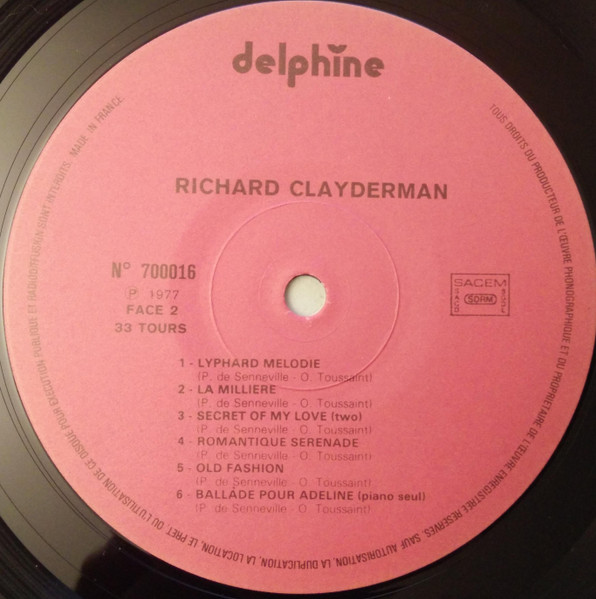 delphine
RICHARD CLAYDERMAN
N° 700016
℗ 1977
FACE 2
33 TOURS
SACEM
SACD SDRM SGDL
1 - LYPHARD MELODIE
(P. de Senneville - O. Toussaint)
2 - LA MILLIERE
(P. de Senneville - O. Toussaint)
3 - SECRET OF MY LOVE (two)
(P. de Senneville - O. Toussaint)
4 - ROMANTIQUE SERENADE
(P. de Senneville - O. Toussaint)
5 - OLD FASHION
(P. de Senneville - O. Toussaint)
6 - BALLADE POUR ADELINE (piano seul)
(P. de Senneville - O. Toussaint)
TOUS DROITS DU PRODUCTEUR DE L'ŒUVRE PHONOGRAPHIQUE ET DU PROPRIETAIRE DE L'ŒUVRE ENREGISTREE RESERVES. SAUF AUTORISATION, LA DUPLICATION, LA LOCATION, LE PRET, OU L'UTILISATION DE CE DISQUE POUR EXECUTION PUBLIQUE ET RADIODIFFUSION SONT INTERDITS. MADE IN FRANCE